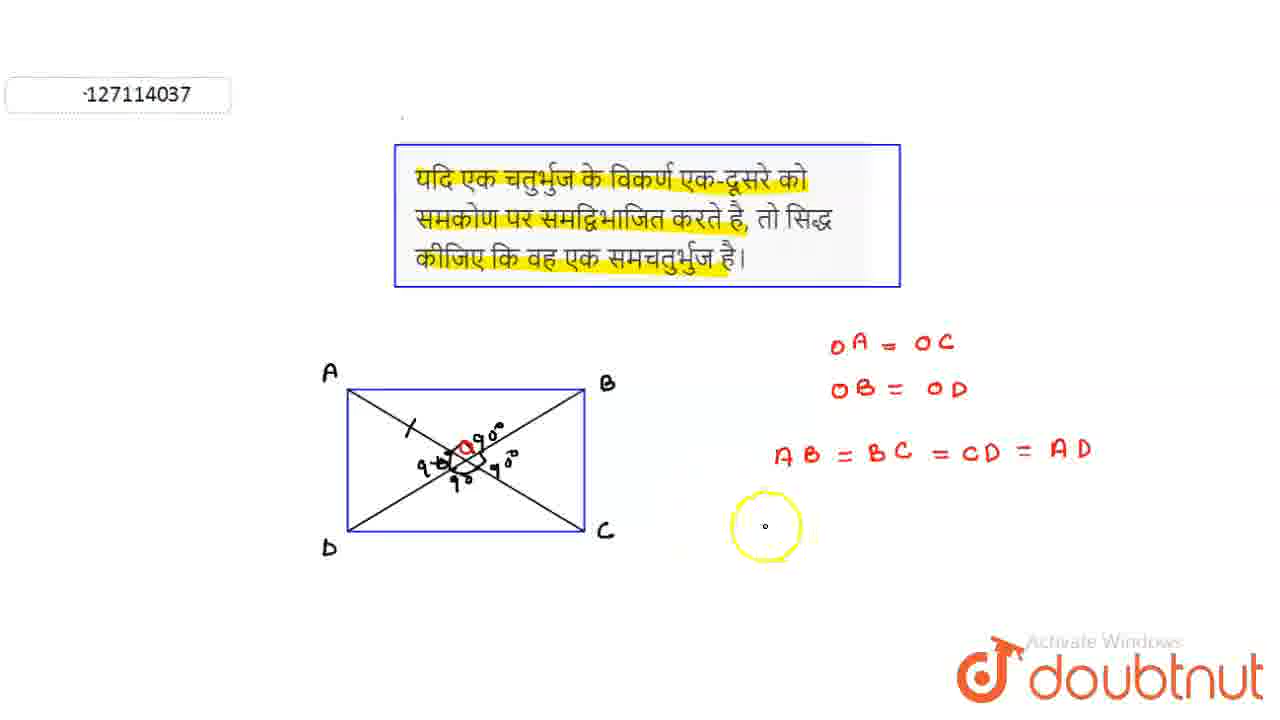 -127114037
यदि एक चतुर्भुज के विकर्ण एक-दूसरे को
समकोण पर समद्विभाजित करते है, तो सिद्ध
कीजिए कि वह एक समचतुर्भुज है।
OA = OC
A
B
OB = OD
O
90°
AB = BC = CD = AD
90°
90
D
C
Activate Windows
doubtnut